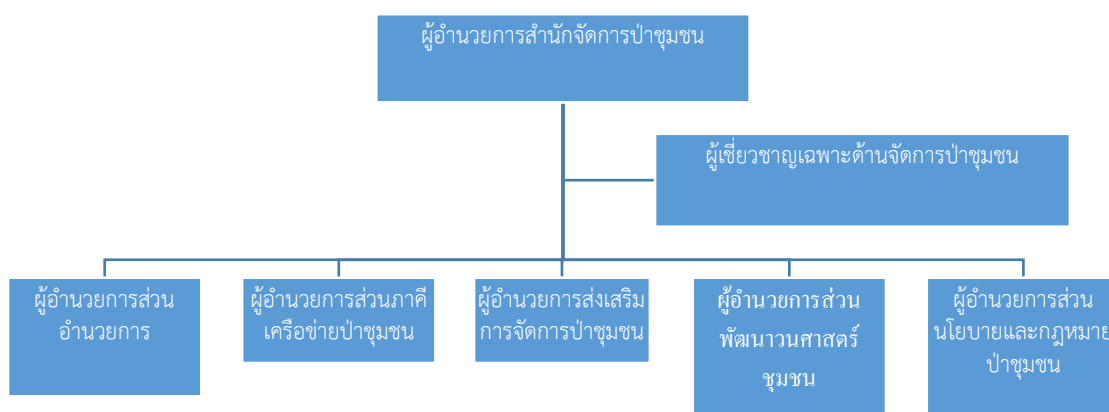 ผู้อำนวยการสำนักจัดการป่าชุมชน
ผู้เชี่ยวชาญเฉพาะด้านจัดการป่าชุมชน
ผู้อำนวยการส่วน
อำนวยการ
ผู้อำนวยการส่วนภาคี
เครือข่ายป่าชุมชน
ผู้อำนวยการส่งเสริม
การจัดการป่าชุมชน
ผู้อำนวยการส่วน
พัฒนาวนศาสตร์
ชุมชน
ผู้อำนวยการส่วน
นโยบายและกฎหมาย
ป่าชุมชน